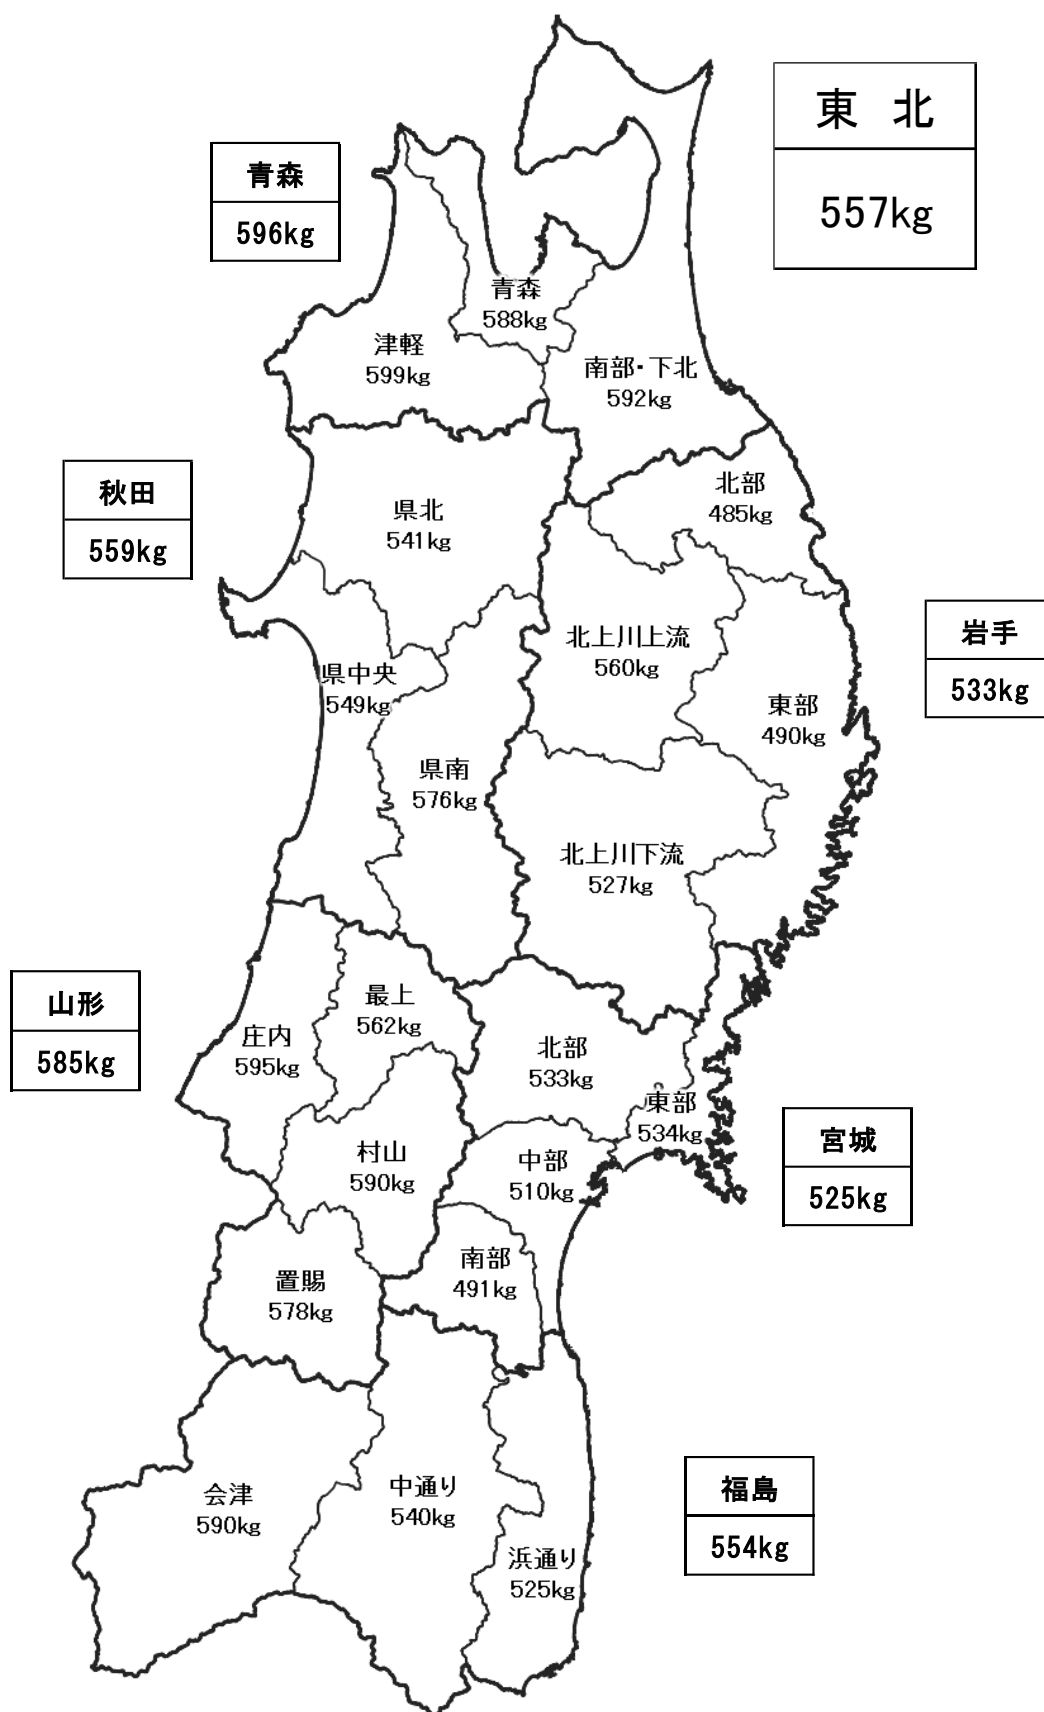 東 北
557kg
青森
596kg
青森
588kg
津軽
599kg
南部・下北
592kg
秋田
559kg
県北
541kg
北部
485kg
岩手
533kg
北上川上流
560kg
県中央
549kg
東部
490kg
県南
576kg
北上川下流
527kg
山形
585kg
最上
562kg
庄内
595kg
北部
533kg
東部
534kg
宮城
525kg
村山
590kg
中部
510kg
南部
491kg
置賜
578kg
福島
554kg
会津
590kg
中通り
540kg
浜通り
525kg